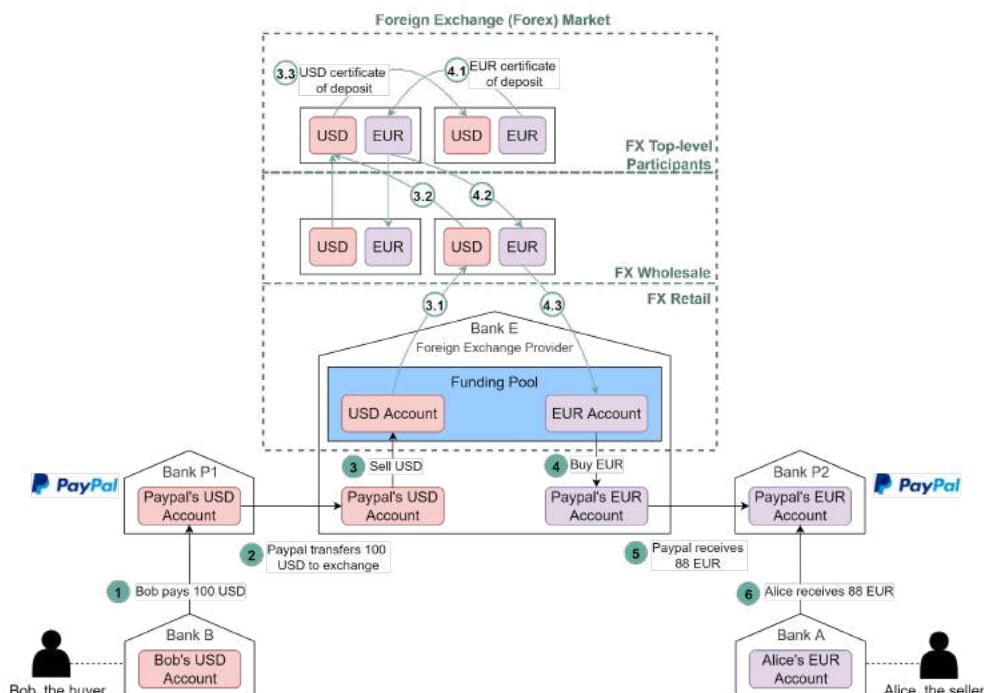 Foreign Exchange (Forex) Market
3.3
USD certificate
of deposit
4.1
EUR certificate
of deposit
USD
EUR
USD
EUR
FX Top-level
Participants
3.2
4.2
USD
EUR
USD
EUR
FX Wholesale
FX Retail
3.1
4.3
Bank E
Foreign Exchange Provider
Funding Pool
USD Account
EUR Account
3
Sell USD
4
Buy EUR
PayPal
Bank P1
Paypal's USD
Account
Paypal's USD
Account
Paypal's EUR
Account
Bank P2
Paypal's EUR
Account
PayPal
2
Paypal transfers 100
USD to exchange
5
Paypal receives
88 EUR
1
Bob pays 100 USD
6
Alice receives 88 EUR
Bank B
Bob's USD
Account
Bob, the buyer
Bank A
Alice's EUR
Account
Alice, the seller